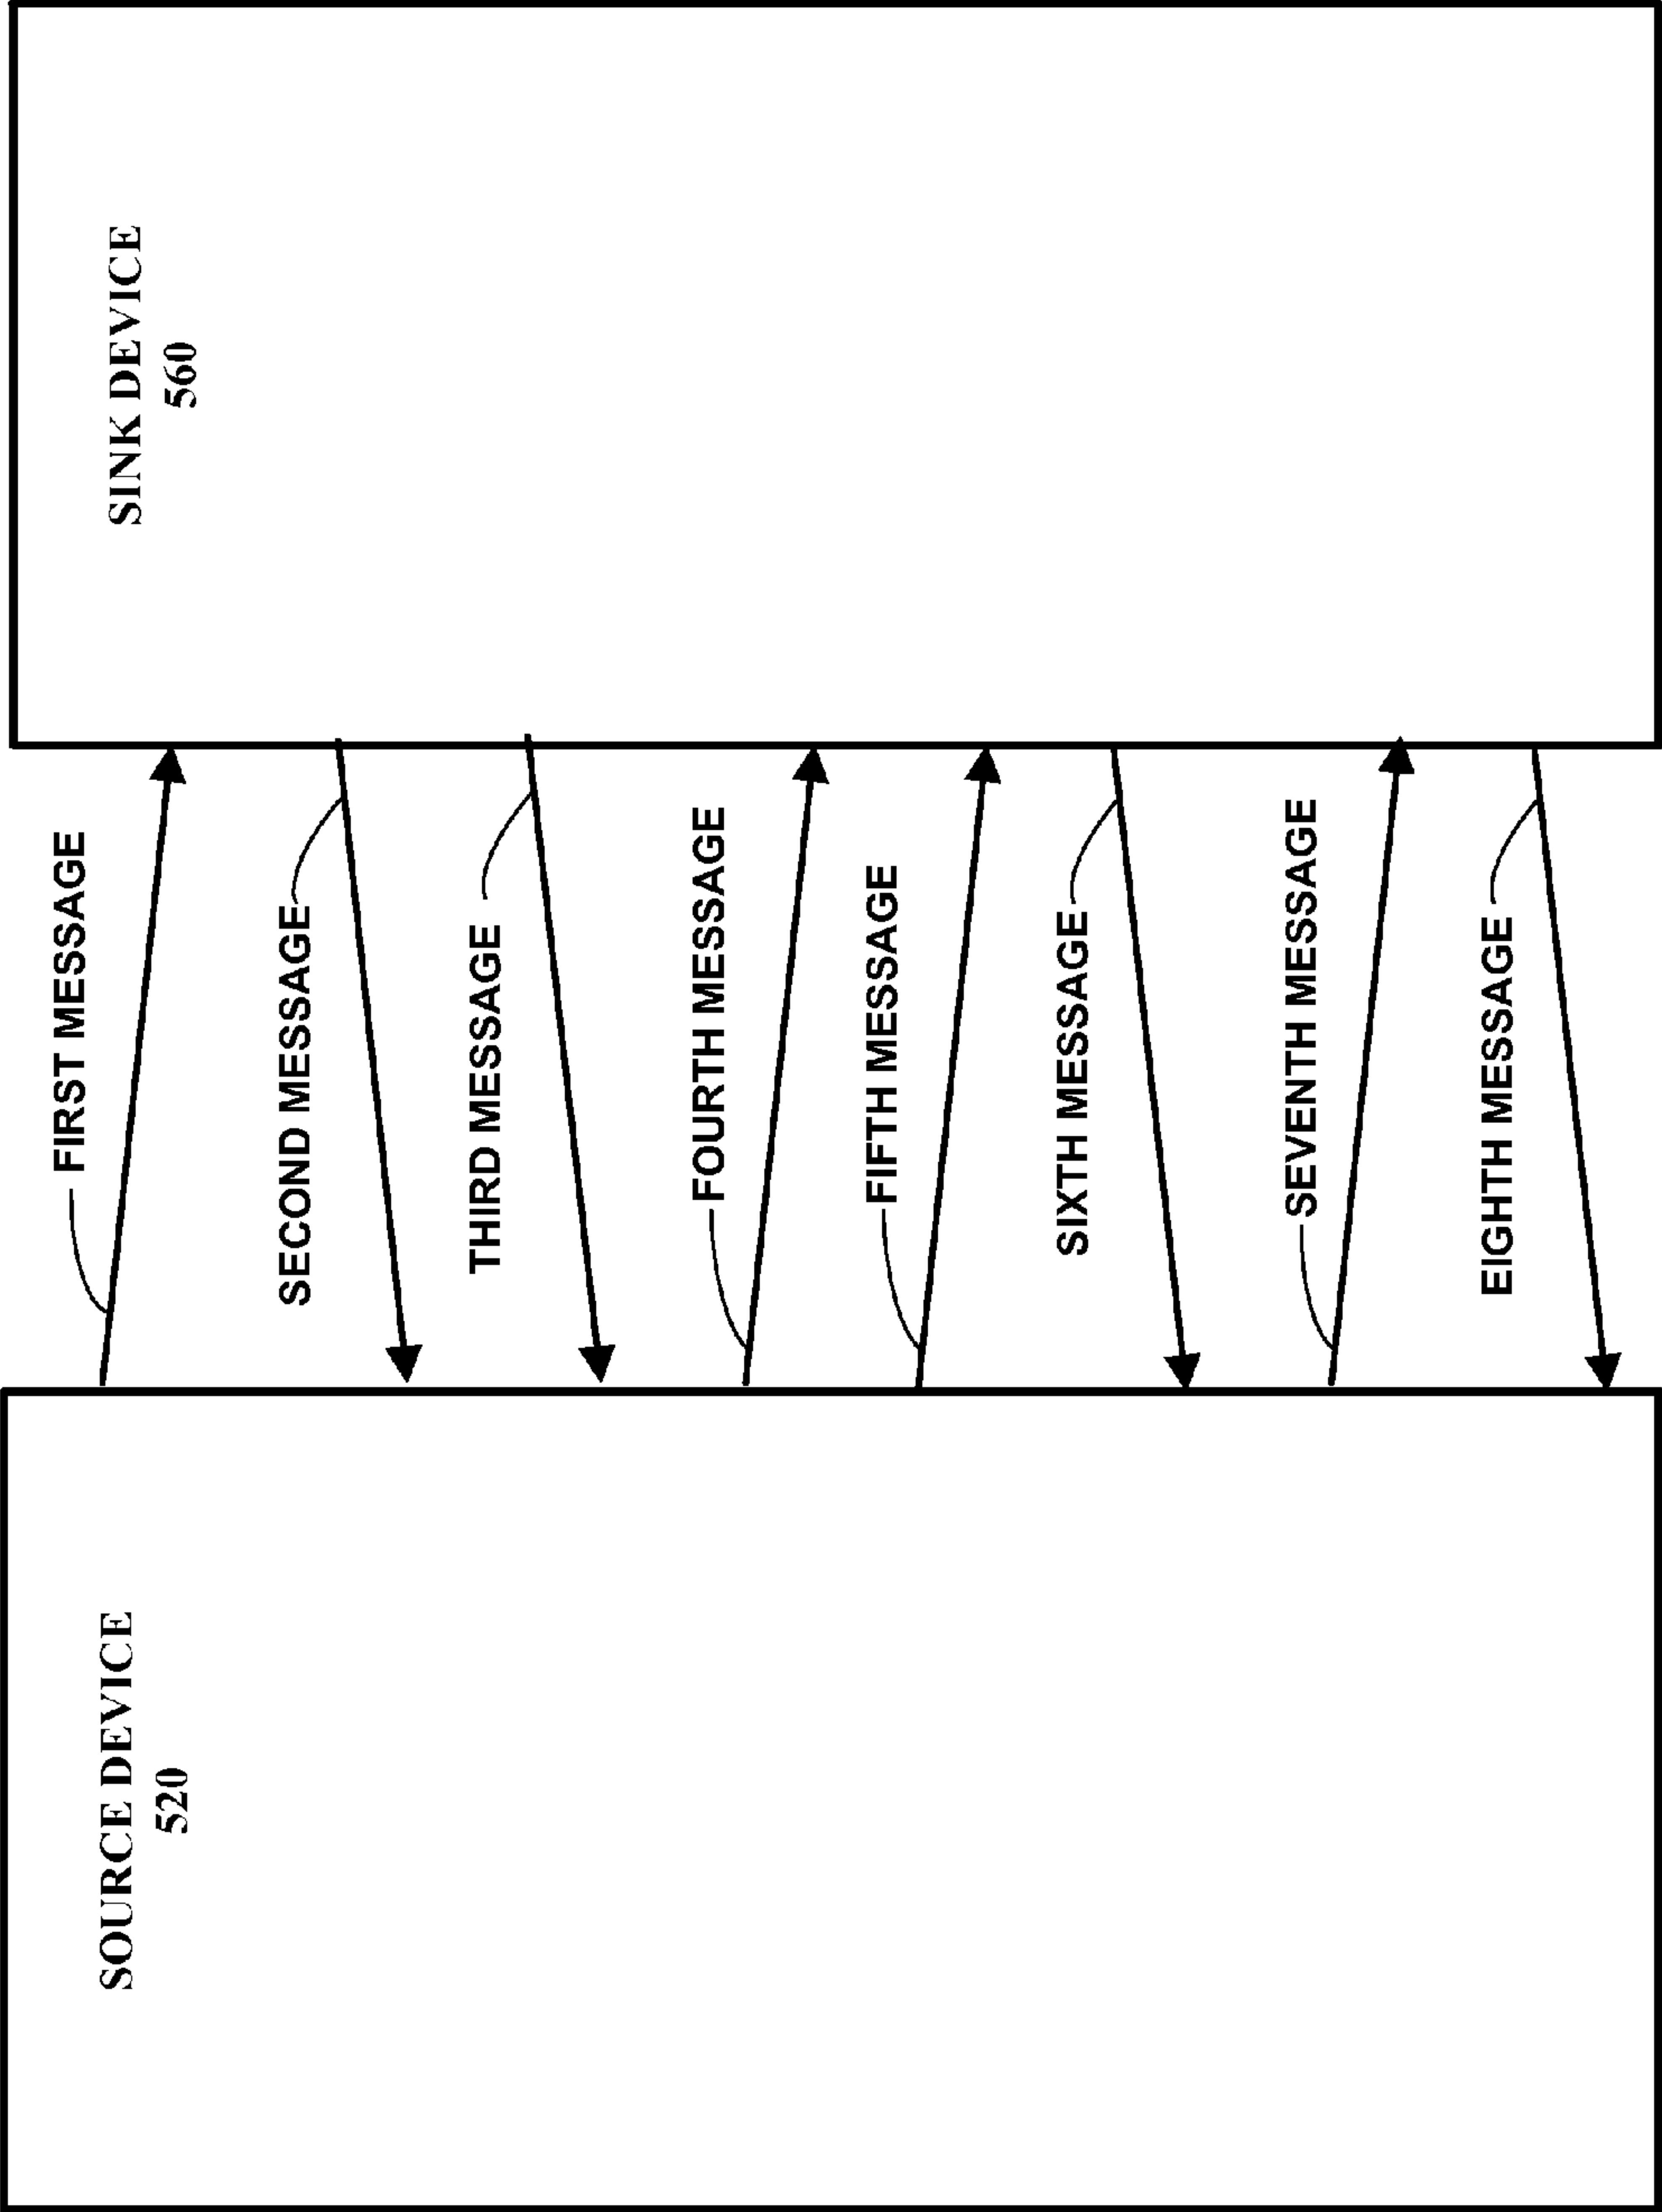 SOURCE DEVICE
520
SINK DEVICE
560
FIRST MESSAGE
SECOND MESSAGE
THIRD MESSAGE
FOURTH MESSAGE
FIFTH MESSAGE
SIXTH MESSAGE
SEVENTH MESSAGE
EIGHTH MESSAGE